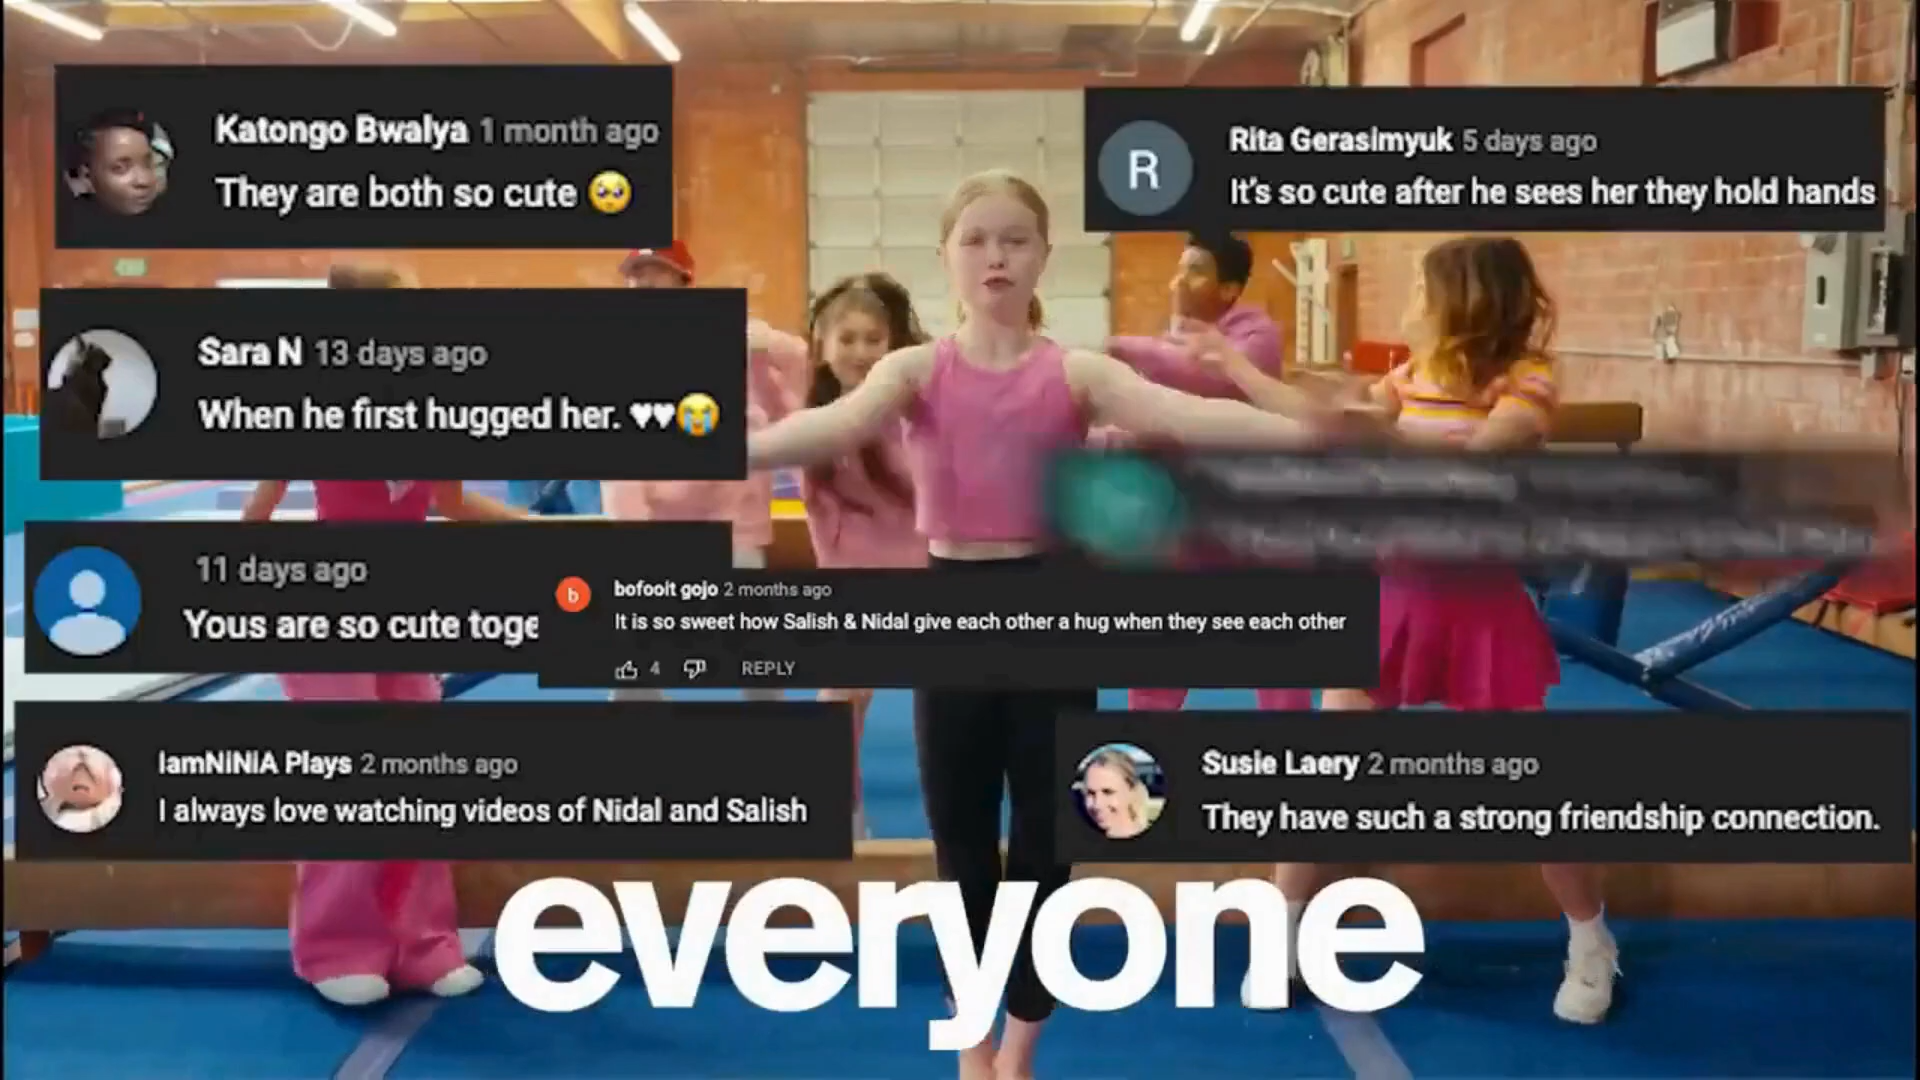 Katongo Bwalya 1 month ago
They are both so cute 🥺
Rita Gerasimyuk 5 days ago
It's so cute after he sees her they hold hands
Sara N 13 days ago
When he first hugged her. ♥♥😭
11 days ago
Yous are so cute toge
b
bofooit gojo 2 months ago
It is so sweet how Salish & Nidal give each other a hug when they see each other
4 REPLY
IamNiNiA Plays 2 months ago
I always love watching videos of Nidal and Salish
Susie Laery 2 months ago
They have such a strong friendship connection.
R
everyone